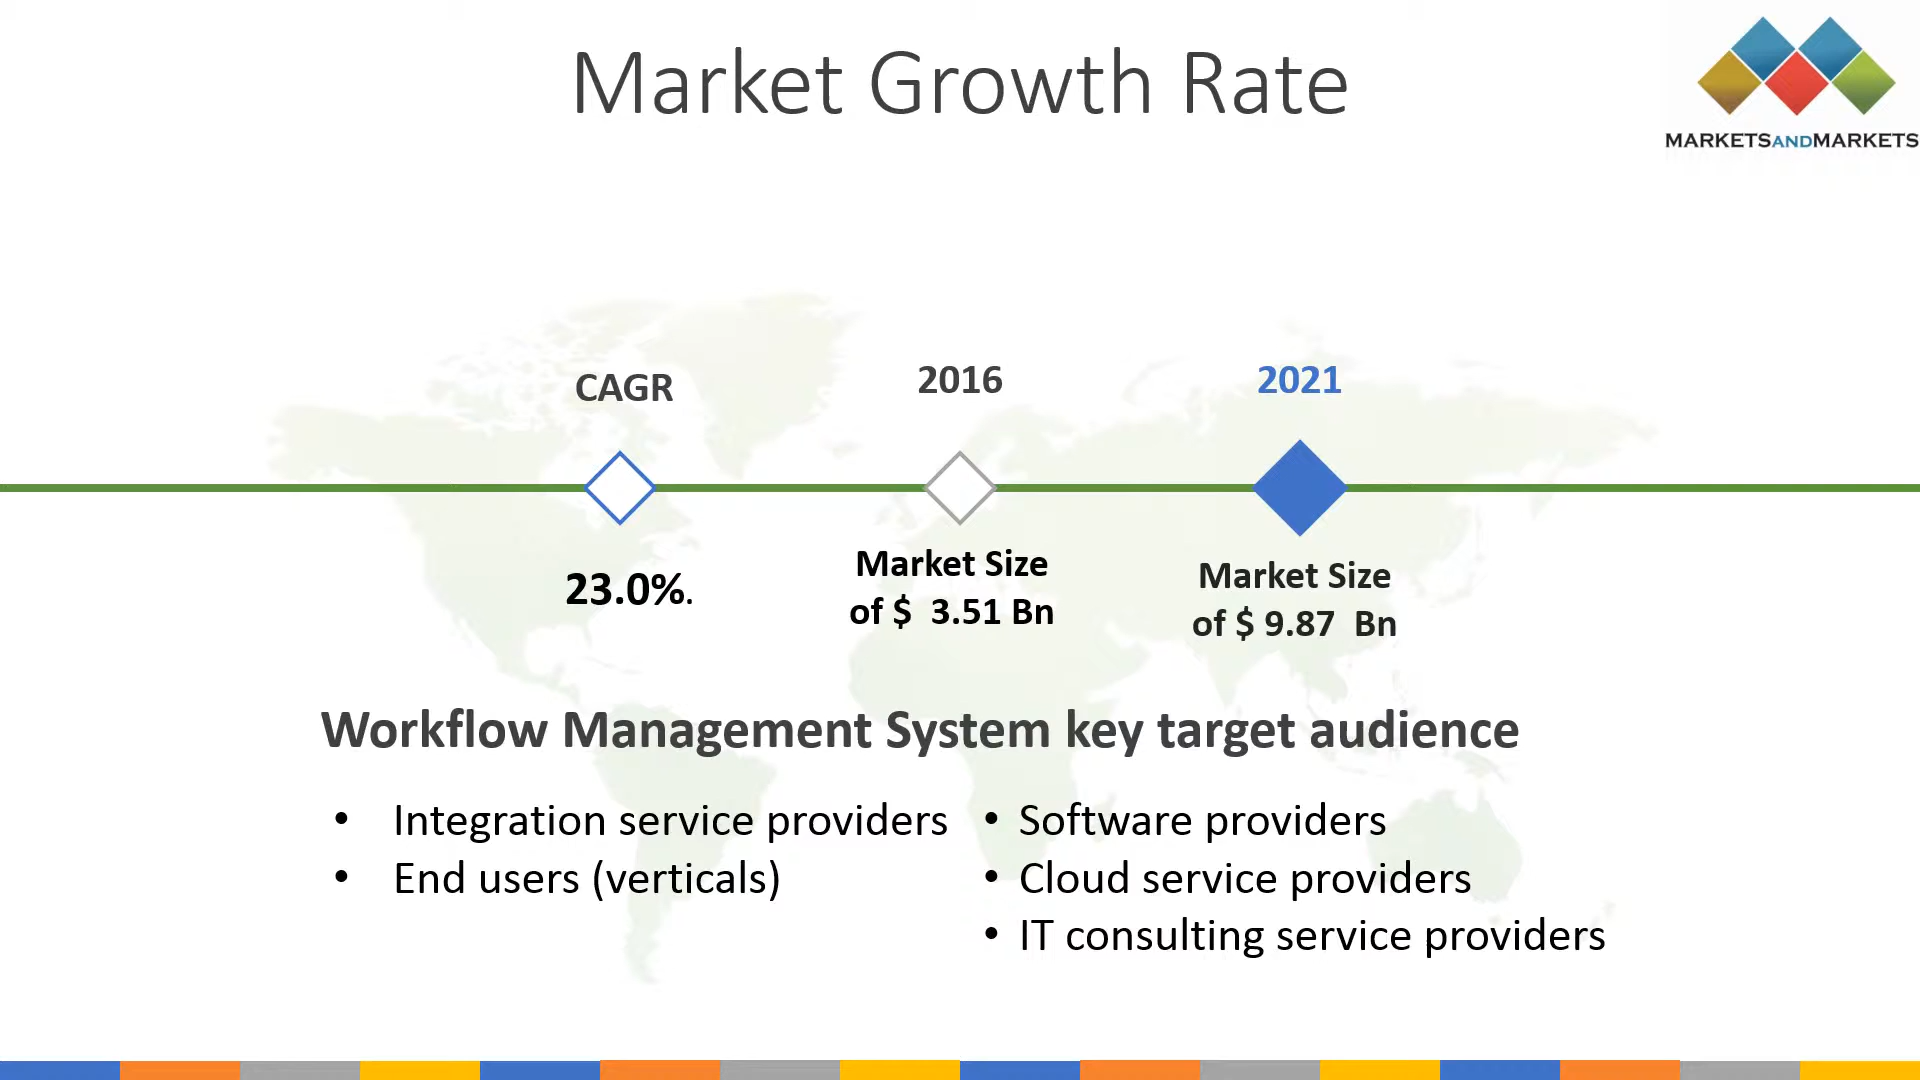 Market Growth Rate
MARKETSANDMARKETS
CAGR
2016
2021
23.0%.
Market Size
of $  3.51 Bn
Market Size
of $ 9.87  Bn
Workflow Management System key target audience
• Integration service providers
• End users (verticals)
• Software providers
• Cloud service providers
• IT consulting service providers